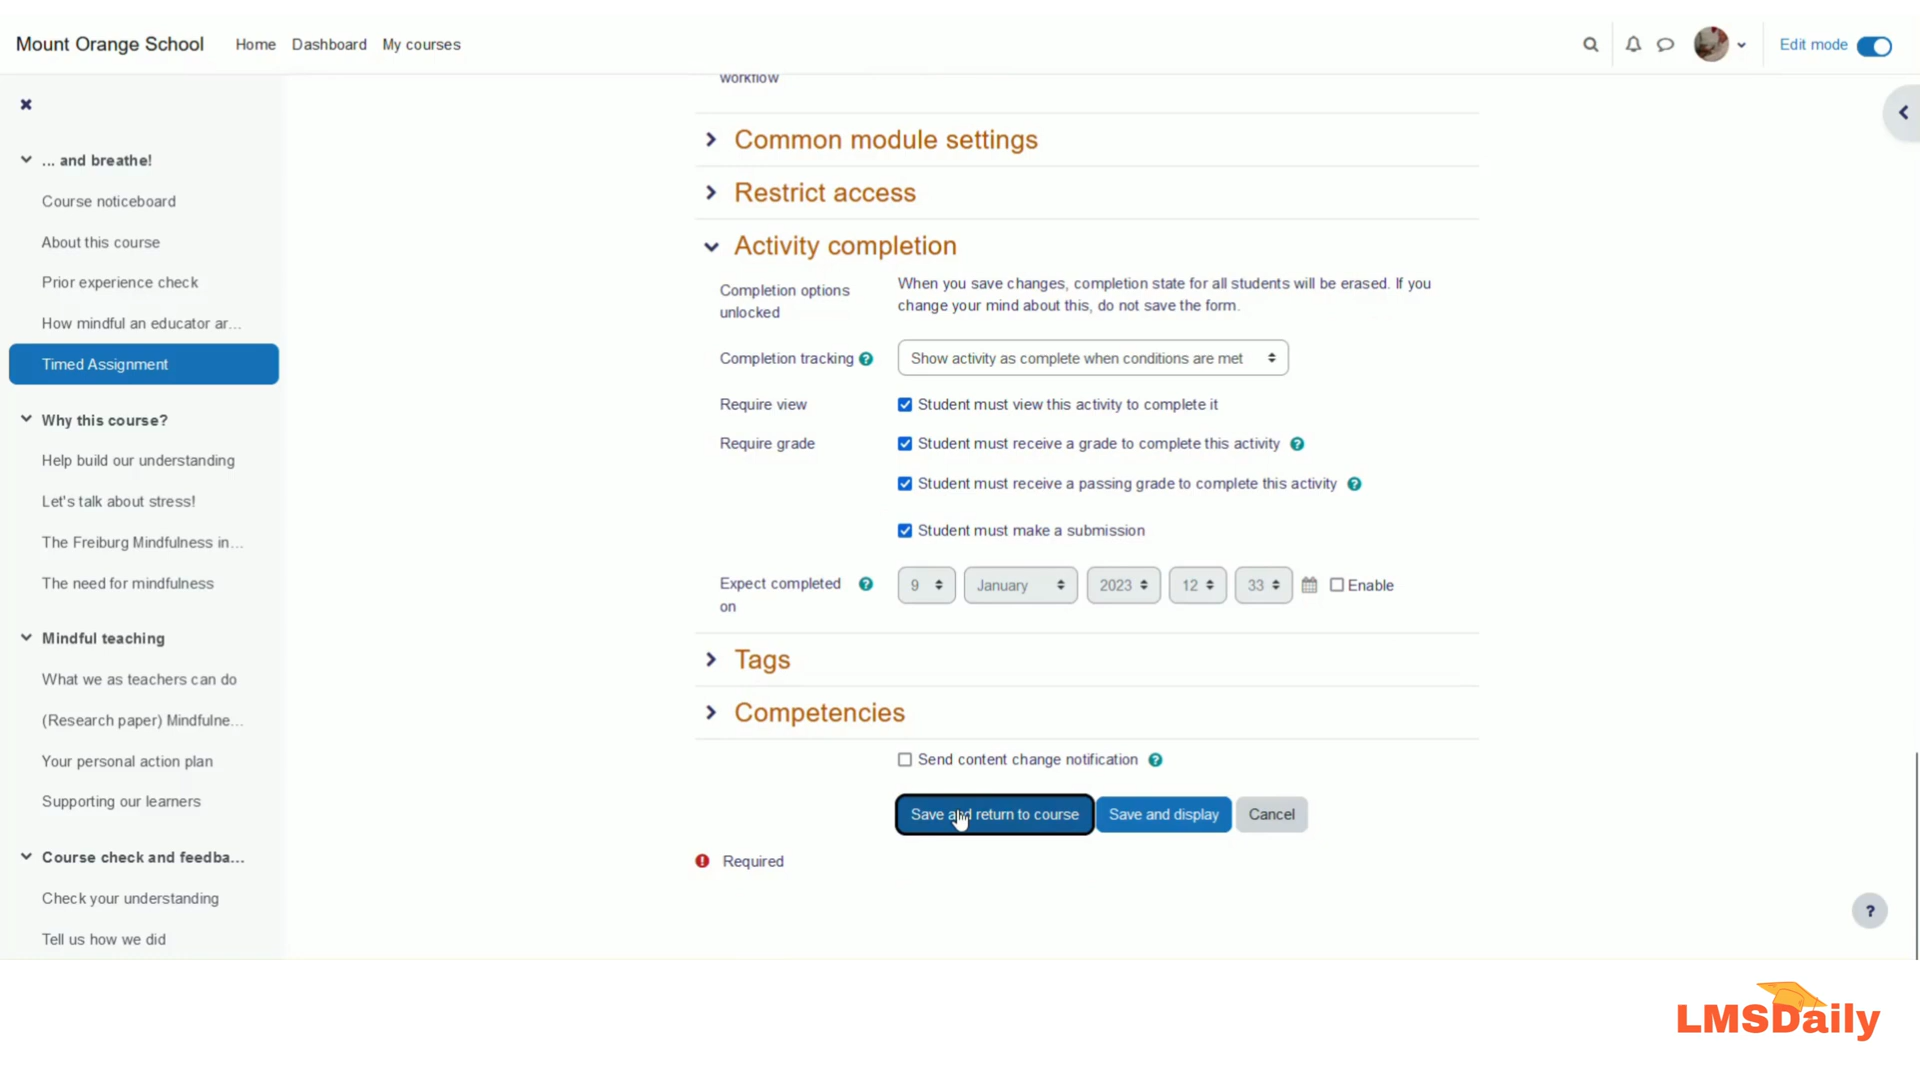 Mount Orange School
Home
Dashboard
My courses
Edit mode
... and breathe!
Course noticeboard
About this course
Prior experience check
How mindful an educator ar...
Timed Assignment
Why this course?
Help build our understanding
Let's talk about stress!
The Freiburg Mindfulness in...
The need for mindfulness
Mindful teaching
What we as teachers can do
(Research paper) Mindfulne...
Your personal action plan
Supporting our learners
Course check and feedba...
Check your understanding
Tell us how we did
workflow
Common module settings
Restrict access
Activity completion
Completion options
unlocked
When you save changes, completion state for all students will be erased. If you
change your mind about this, do not save the form.
Completion tracking ?
Show activity as complete when conditions are met
Require view
Student must view this activity to complete it
Require grade
Student must receive a grade to complete this activity ?
Student must receive a passing grade to complete this activity ?
Student must make a submission
Expect completed
on
?
9
January
2023
12
33
Enable
Tags
Competencies
Send content change notification ?
Save and return to course
Save and display
Cancel
! Required
?
LMSDaily